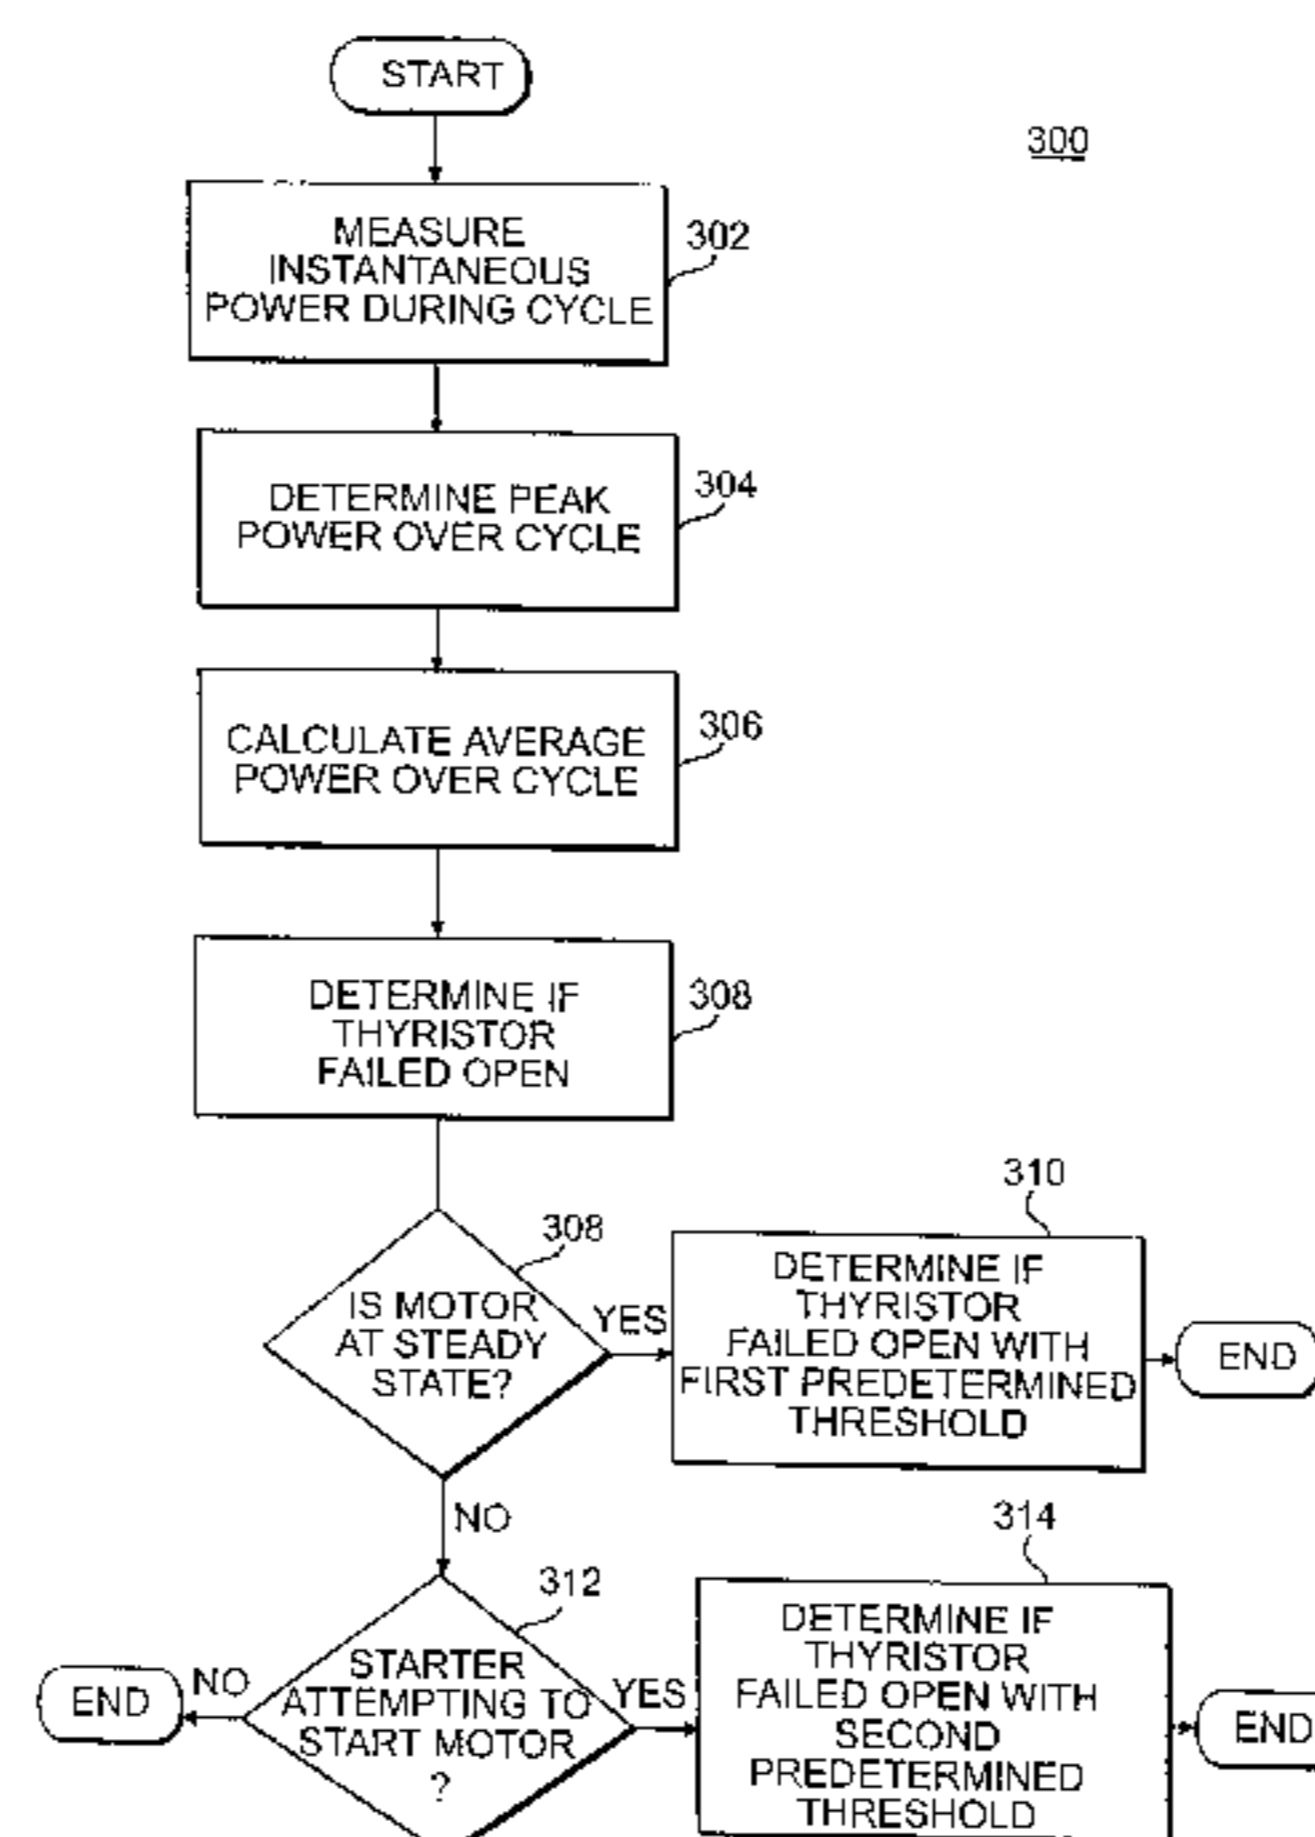 START
300
MEASURE
INSTANTANEOUS
POWER DURING CYCLE
302
DETERMINE PEAK
POWER OVER CYCLE
304
CALCULATE AVERAGE
POWER OVER CYCLE
306
DETERMINE IF
THYRISTOR
FAILED OPEN
308
IS MOTOR
AT STEADY
STATE?
308
YES
310
DETERMINE IF
THYRISTOR
FAILED OPEN WITH
FIRST PREDETERMINED
THRESHOLD
END
NO
312
STARTER
ATTEMPTING TO
START MOTOR
?
NO
END
YES
314
DETERMINE IF
THYRISTOR
FAILED OPEN WITH
SECOND
PREDETERMINED
THRESHOLD
END